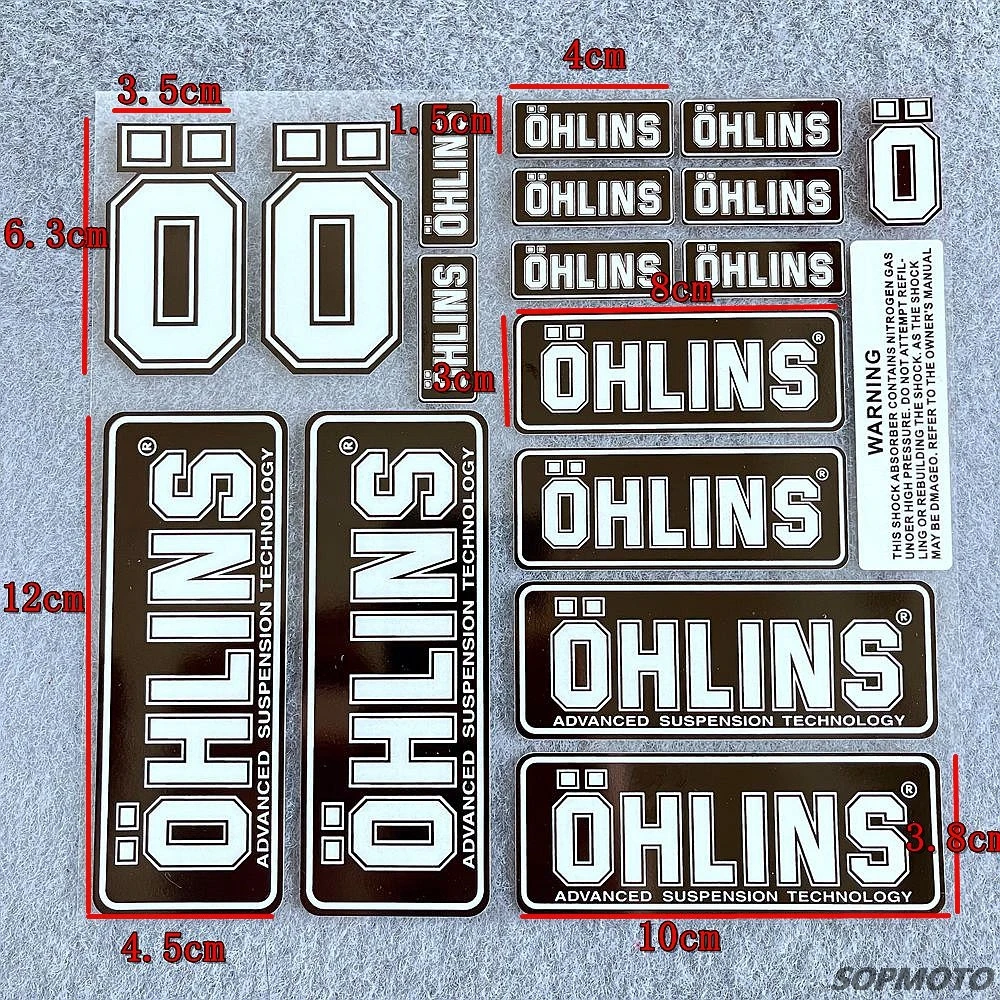 4cm
3.5cm
1.5cm
ÖHLINS
ÖHLINS
Ö
Ö
ÖHLINS
Ö
ÖHLINS
ÖHLINS
6.3cm
ÖHLINS
ÖHLINS
ÖHLINS
8cm
3cm
ÖHLINS®
ÖHLINS®
WARNING
THIS SHOCK ABSORBER CONTAINS NITROGEN GAS
UNOER HIGH PRESSURE. DO NOT ATTEMPT REFIL-
LING OR REBUILDING THE SHOCK. AS THE SHOCK
MAY BE DMAGEO. REFER TO THE OWNER'S MANUAL
12cm
ÖHLINS®
ADVANCED SUSPENSION TECHNOLOGY
ÖHLINS®
ADVANCED SUSPENSION TECHNOLOGY
ÖHLINS®
ADVANCED SUSPENSION TECHNOLOGY
ÖHLINS®
ADVANCED SUSPENSION TECHNOLOGY
3.8cm
4.5cm
10cm
SOPMOTO